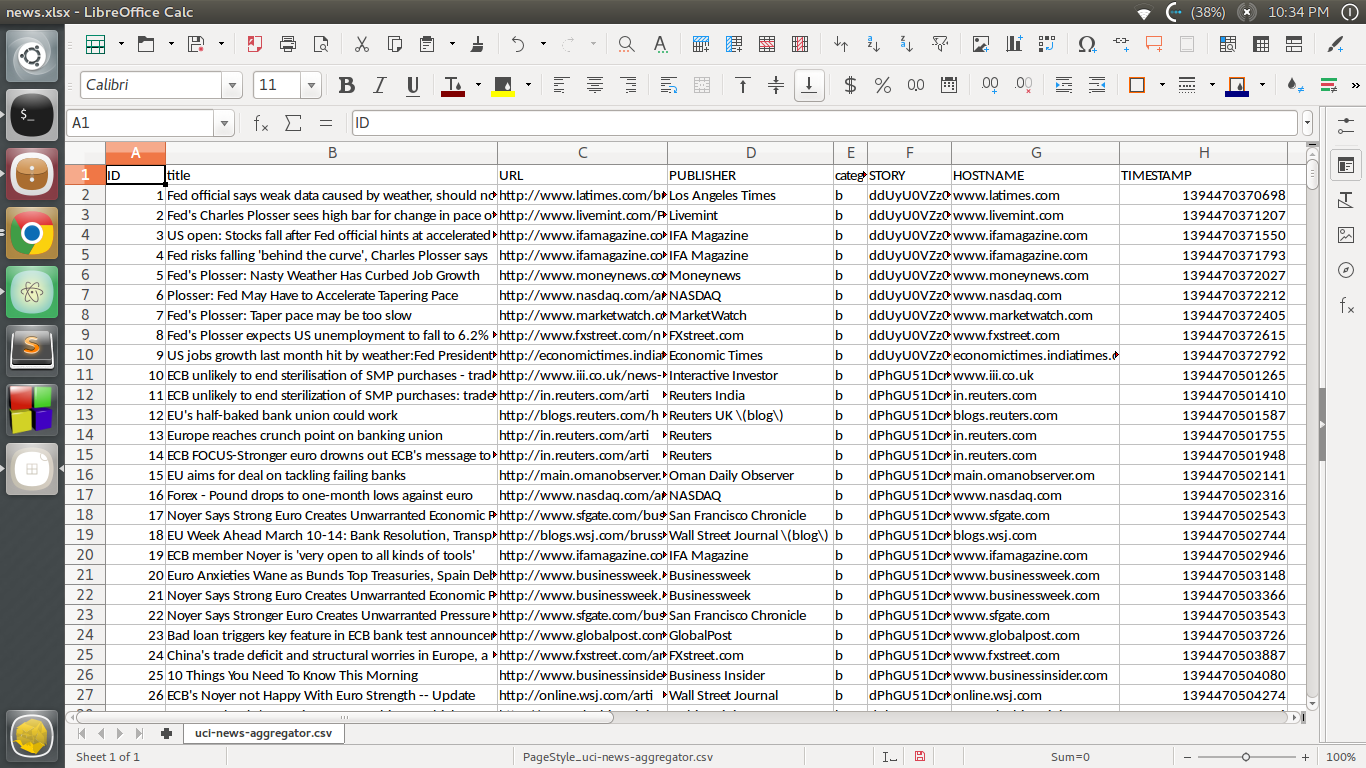 news.xlsx - LibreOffice Calc (38%) 10:34 PM
Calibri 11
A1 ID
A B C D E F G H
1 ID title URL PUBLISHER categ STORY HOSTNAME TIMESTAMP
2 1 Fed official says weak data caused by weather, should no http://www.latimes.com/b Los Angeles Times b ddUyU0VZz0 www.latimes.com 1394470370698
3 2 Fed's Charles Plosser sees high bar for change in pace o http://www.livemint.com/P Livemint b ddUyU0VZz0 www.livemint.com 1394470371207
4 3 US open: Stocks fall after Fed official hints at accelerated http://www.ifamagazine.co IFA Magazine b ddUyU0VZz0 www.ifamagazine.com 1394470371550
5 4 Fed risks falling 'behind the curve', Charles Plosser says http://www.ifamagazine.co IFA Magazine b ddUyU0VZz0 www.ifamagazine.com 1394470371793
6 5 Fed's Plosser: Nasty Weather Has Curbed Job Growth http://www.moneynews.co Moneynews b ddUyU0VZz0 www.moneynews.com 1394470372027
7 6 Plosser: Fed May Have to Accelerate Tapering Pace http://www.nasdaq.com/a NASDAQ b ddUyU0VZz0 www.nasdaq.com 1394470372212
8 7 Fed's Plosser: Taper pace may be too slow http://www.marketwatch.c MarketWatch b ddUyU0VZz0 www.marketwatch.com 1394470372405
9 8 Fed's Plosser expects US unemployment to fall to 6.2% http://www.fxstreet.com/n FXstreet.com b ddUyU0VZz0 www.fxstreet.com 1394470372615
10 9 US jobs growth last month hit by weather:Fed President http://economictimes.india Economic Times b ddUyU0VZz0 economictimes.indiatimes. 1394470372792
11 10 ECB unlikely to end sterilisation of SMP purchases - trad http://www.iii.co.uk/news- Interactive Investor b dPhGU51Dcr www.iii.co.uk 1394470501265
12 11 ECB unlikely to end sterilization of SMP purchases: trade http://in.reuters.com/arti Reuters India b dPhGU51Dcr in.reuters.com 1394470501410
13 12 EU's half-baked bank union could work http://blogs.reuters.com/h Reuters UK \(blog\) b dPhGU51Dcr blogs.reuters.com 1394470501587
14 13 Europe reaches crunch point on banking union http://in.reuters.com/arti Reuters b dPhGU51Dcr in.reuters.com 1394470501755
15 14 ECB FOCUS-Stronger euro drowns out ECB's message to http://in.reuters.com/arti Reuters b dPhGU51Dcr in.reuters.com 1394470501948
16 15 EU aims for deal on tackling failing banks http://main.omanobserver. Oman Daily Observer b dPhGU51Dcr main.omanobserver.om 1394470502141
17 16 Forex - Pound drops to one-month lows against euro http://www.nasdaq.com/a NASDAQ b dPhGU51Dcr www.nasdaq.com 1394470502316
18 17 Noyer Says Strong Euro Creates Unwarranted Economic P http://www.sfgate.com/bus San Francisco Chronicle b dPhGU51Dcr www.sfgate.com 1394470502543
19 18 EU Week Ahead March 10-14: Bank Resolution, Transp http://blogs.wsj.com/bruss Wall Street Journal \(blog\) b dPhGU51Dcr blogs.wsj.com 1394470502744
20 19 ECB member Noyer is 'very open to all kinds of tools' http://www.ifamagazine.co IFA Magazine b dPhGU51Dcr www.ifamagazine.com 1394470502946
21 20 Euro Anxieties Wane as Bunds Top Treasuries, Spain Del http://www.businessweek. Businessweek b dPhGU51Dcr www.businessweek.com 1394470503148
22 21 Noyer Says Strong Euro Creates Unwarranted Economic P http://www.businessweek. Businessweek b dPhGU51Dcr www.businessweek.com 1394470503366
23 22 Noyer Says Stronger Euro Creates Unwarranted Pressure http://www.sfgate.com/bus San Francisco Chronicle b dPhGU51Dcr www.sfgate.com 1394470503543
24 23 Bad loan triggers key feature in ECB bank test announcer http://www.globalpost.con GlobalPost b dPhGU51Dcr www.globalpost.com 1394470503726
25 24 China's trade deficit and structural worries in Europe, a http://www.fxstreet.com/ar FXstreet.com b dPhGU51Dcr www.fxstreet.com 1394470503887
26 25 10 Things You Need To Know This Morning http://www.businessinside Business Insider b dPhGU51Dcr www.businessinsider.com 1394470504080
27 26 ECB's Noyer not Happy With Euro Strength -- Update http://online.wsj.com/arti Wall Street Journal b dPhGU51Dcr online.wsj.com 1394470504274
uci-news-aggregator.csv
Sheet 1 of 1 PageStyle_uci-news-aggregator.csv Sum=0 100%